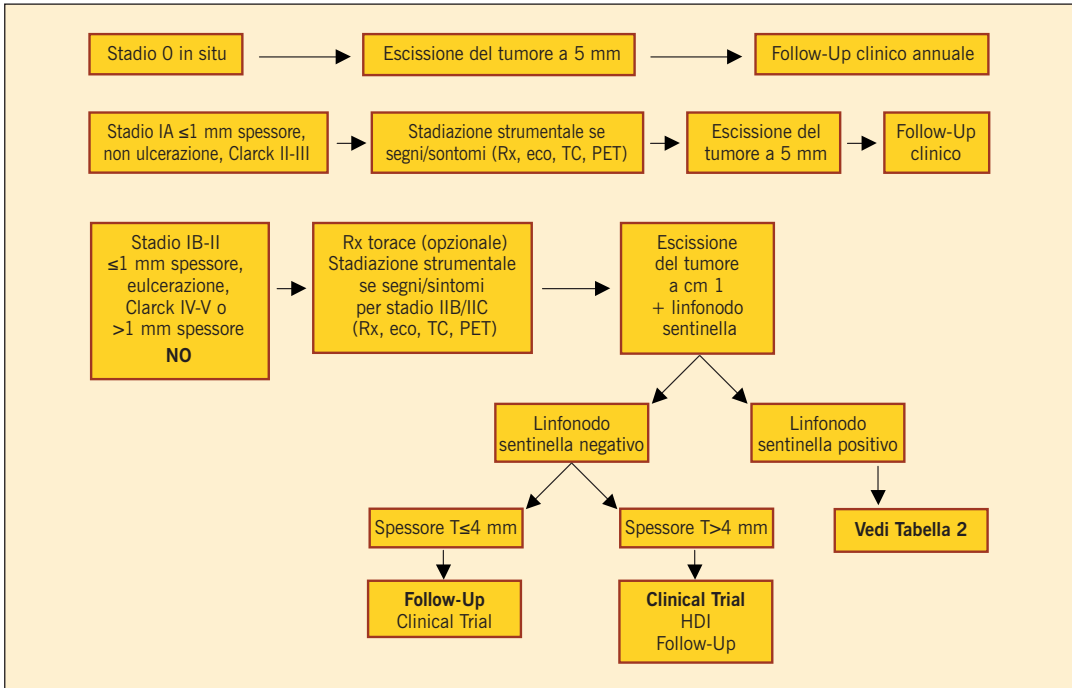 Stadio 0 in situ
Escissione del tumore a 5 mm
Follow-Up clinico annuale
Stadio IA ≤1 mm spessore,
non ulcerazione, Clarck II-III
Stadiazione strumentale se
segni/sontomi (Rx, eco, TC, PET)
Escissione del
tumore a 5 mm
Follow-Up
clinico
Stadio IB-II
≤1 mm spessore,
eulcerazione,
Clarck IV-V o
>1 mm spessore
NO
Rx torace (opzionale)
Stadiazione strumentale
se segni/sintomi
per stadio IIB/IIC
(Rx, eco, TC, PET)
Escissione
del tumore
a cm 1
+ linfonodo
sentinella
Linfonodo
sentinella negativo
Linfonodo
sentinella positivo
Spessore T≤4 mm
Spessore T>4 mm
Vedi Tabella 2
Follow-Up
Clinical Trial
Clinical Trial
HDI
Follow-Up